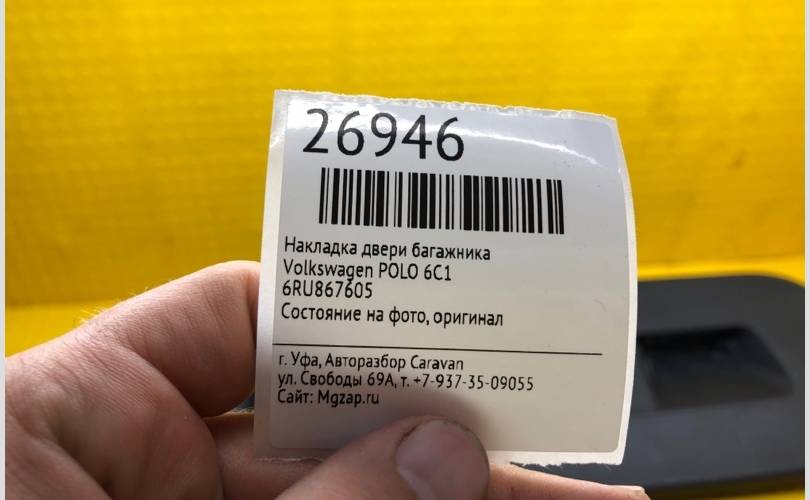 26946
Накладка двери багажника
Volkswagen POLO 6C1
6RU867605
Состояние на фото, оригинал
г. Уфа, Авторазбор Caravan
ул. Свободы 69А, т. +7-937-35-09055
Сайт: Mgzap.ru